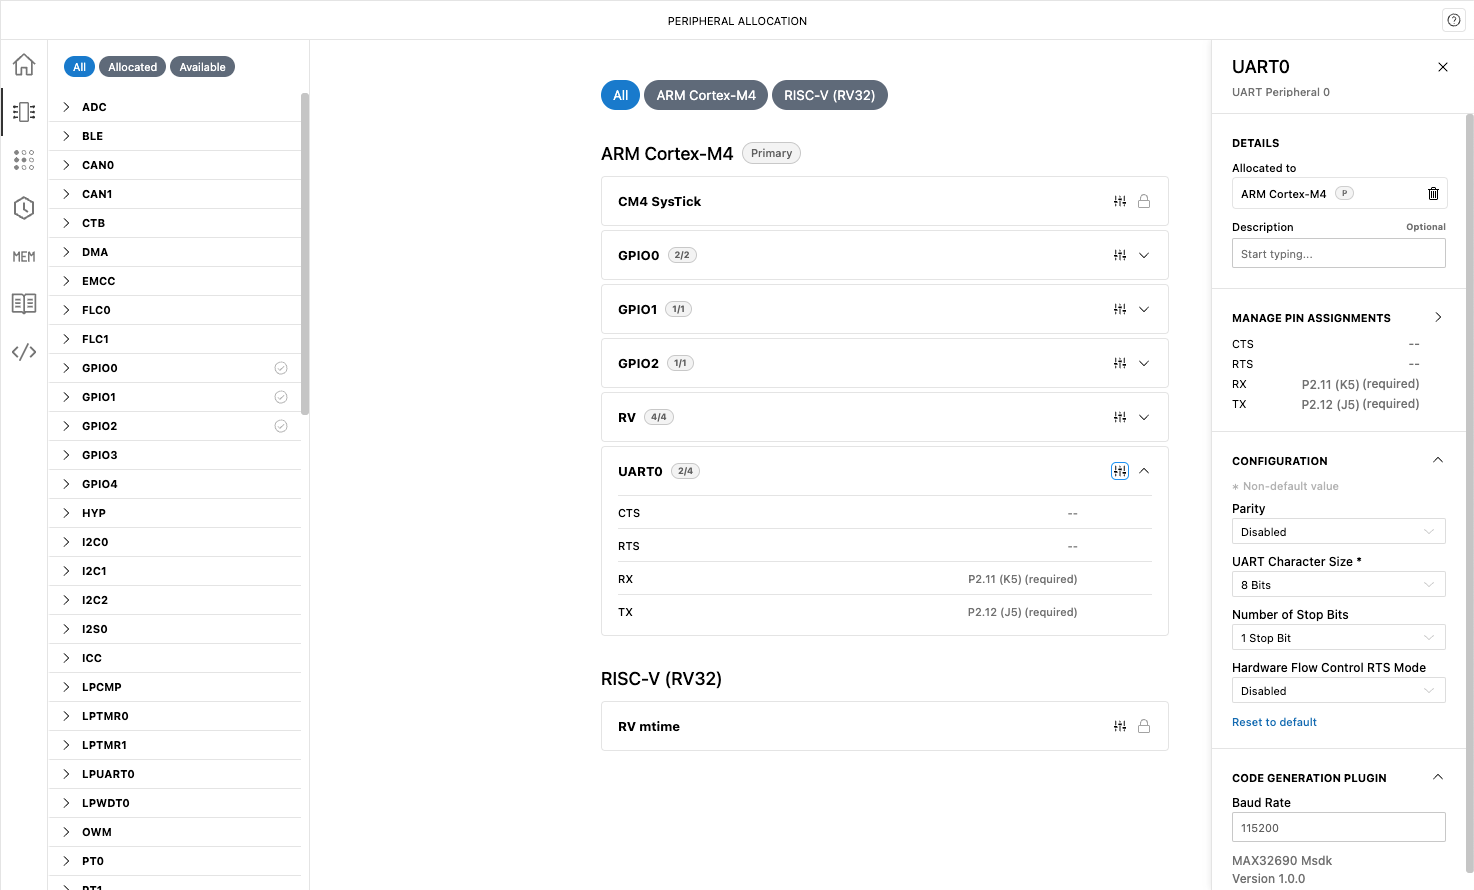 PERIPHERAL ALLOCATION
All Allocated Available
ADC
BLE
CAN0
CAN1
CTB
DMA
EMCC
FLC0
FLC1
GPIO0
GPIO1
GPIO2
GPIO3
GPIO4
HYP
I2C0
I2C1
I2C2
I2S0
ICC
LPCMP
LPTMR0
LPTMR1
LPUART0
LPWDT0
OWM
PT0
PT1
MEM
All ARM Cortex-M4 RISC-V (RV32)
ARM Cortex-M4 Primary
CM4 SysTick
GPIO0 2/2
GPIO1 1/1
GPIO2 1/1
RV 4/4
UART0 2/4
CTS --
RTS --
RX P2.11 (K5) (required)
TX P2.12 (J5) (required)
RISC-V (RV32)
RV mtime
UART0
UART Peripheral 0
DETAILS
Allocated to
ARM Cortex-M4 P
Description Optional
Start typing...
MANAGE PIN ASSIGNMENTS
CTS --
RTS --
RX P2.11 (K5) (required)
TX P2.12 (J5) (required)
CONFIGURATION
* Non-default value
Parity
Disabled
UART Character Size *
8 Bits
Number of Stop Bits
1 Stop Bit
Hardware Flow Control RTS Mode
Disabled
Reset to default
CODE GENERATION PLUGIN
Baud Rate
115200
MAX32690 Msdk
Version 1.0.0